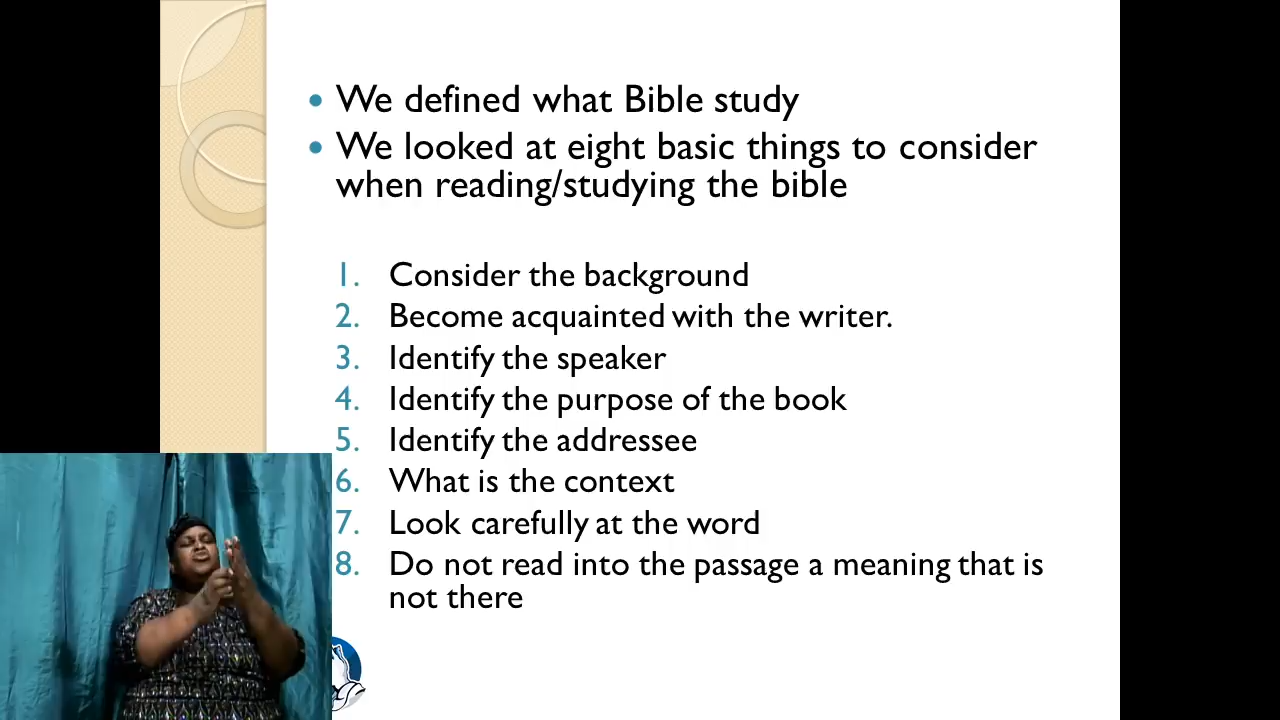 We defined what Bible study
We looked at eight basic things to consider
when reading/studying the bible
1. Consider the background
2. Become acquainted with the writer.
3. Identify the speaker
4. Identify the purpose of the book
5. Identify the addressee
6. What is the context
7. Look carefully at the word
8. Do not read into the passage a meaning that is
not there